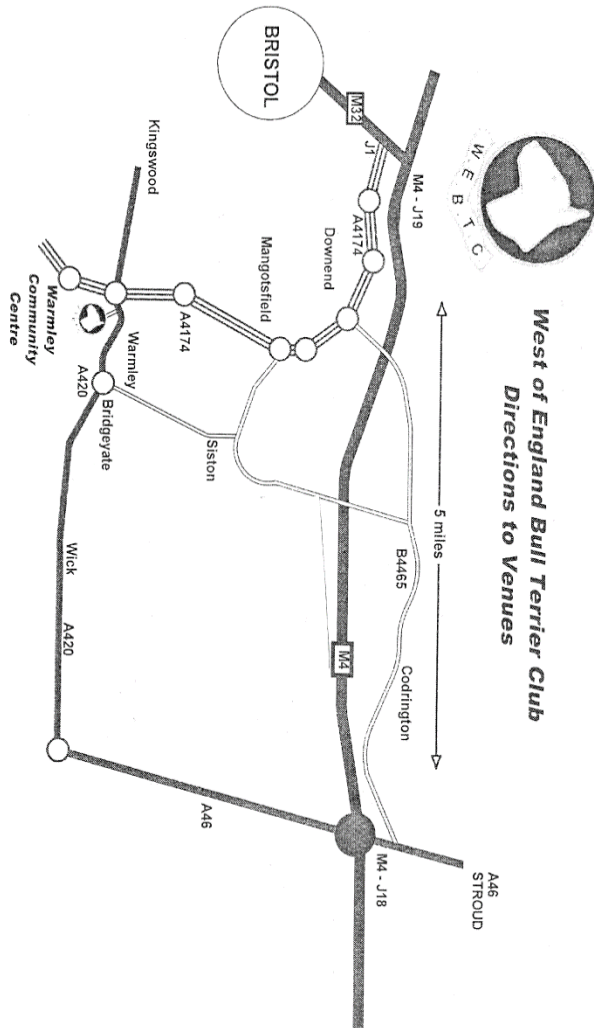 W E B T C
West of England Bull Terrier Club
Directions to Venues
5 miles
BRISTOL
M32
J1
M4 - J19
A4174
Downend
Mangotsfield
A4174
Kingswood
Warmley
Community
Centre
Warmley
A420
Bridgeyate
Siston
B4465
Codrington
M4
Wick
A420
A46
M4 - J18
A46
STROUD